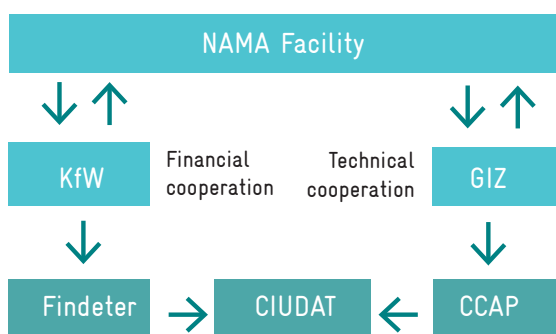 NAMA Facility
KfW
Financial
cooperation
Technical
cooperation
GIZ
Findeter
CIUDAT
CCAP